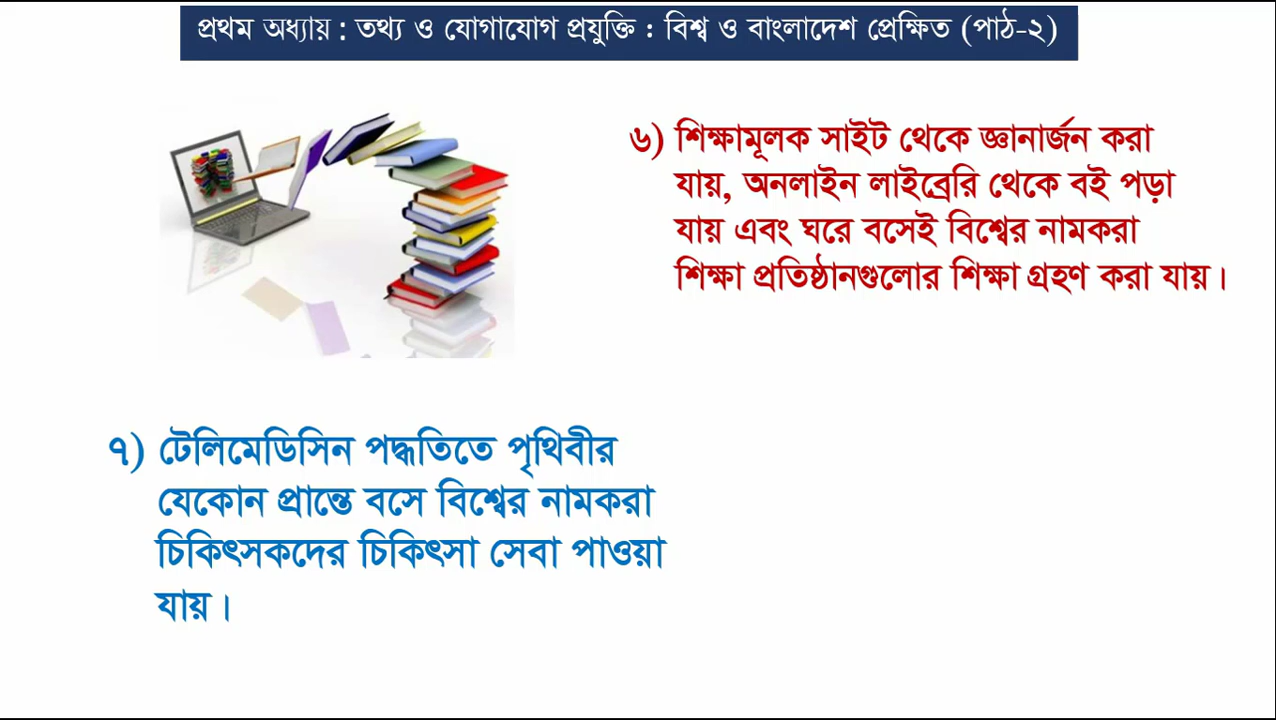 প্রথম অধ্যায় : তথ্য ও যোগাযোগ প্রযুক্তি : বিশ্ব ও বাংলাদেশ প্রেক্ষিত (পাঠ-২)
৬) শিক্ষামূলক সাইট থেকে জ্ঞানার্জন করা
যায়, অনলাইন লাইব্রেরি থেকে বই পড়া
যায় এবং ঘরে বসেই বিশ্বের নামকরা
শিক্ষা প্রতিষ্ঠানগুলোর শিক্ষা গ্রহণ করা যায়।
৭) টেলিমেডিসিন পদ্ধতিতে পৃথিবীর
যেকোন প্রান্তে বসে বিশ্বের নামকরা
চিকিৎসকদের চিকিৎসা সেবা পাওয়া
যায়।